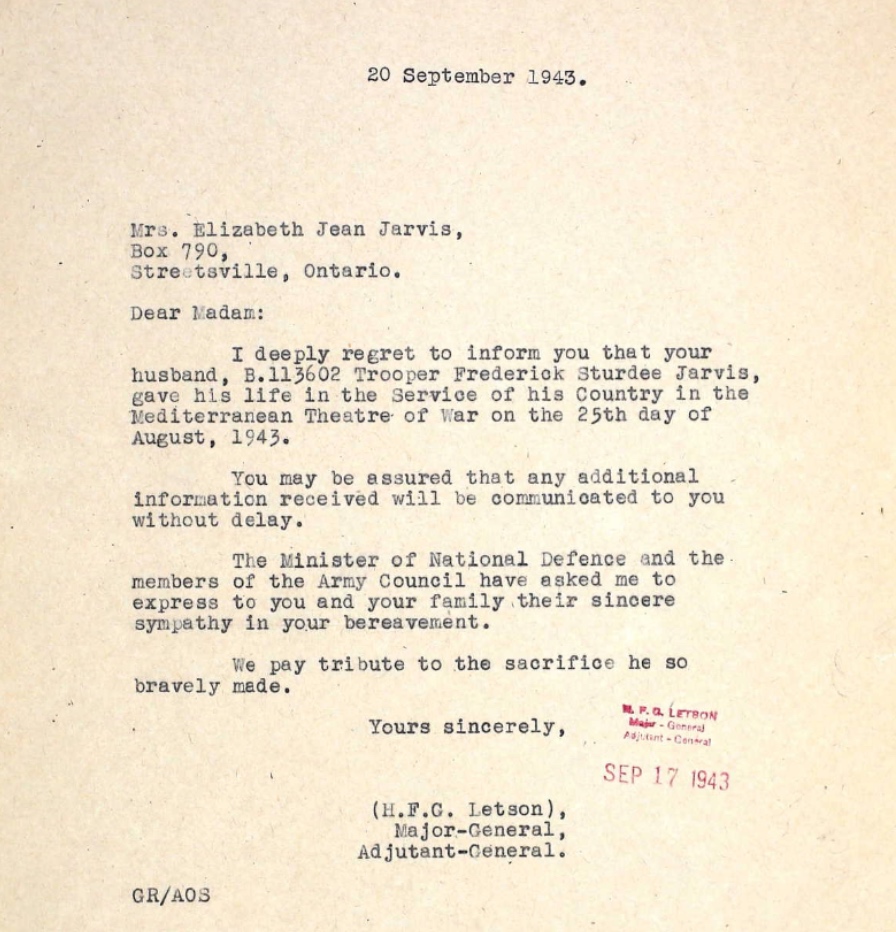 20 September 1943.
Mrs. Elizabeth Jean Jarvis,
Box 790,
Streetsville, Ontario.
Dear Madam:
I deeply regret to inform you that your
husband, B.113602 Trooper Frederick Sturdee Jarvis,
gave his life in the Service of his Country in the
Mediterranean Theatre of War on the 25th day of
August, 1943.
You may be assured that any additional
information received will be communicated to you
without delay.
The Minister of National Defence and the
members of the Army Council have asked me to
express to you and your family their sincere
sympathy in your bereavement.
We pay tribute to the sacrifice he so
bravely made.
Yours sincerely,
H. F. G. LETSON
Major - General
Adjutant - General
SEP 17 1943
(H.F.G. Letson),
Major-General,
Adjutant-General.
GR/AOS